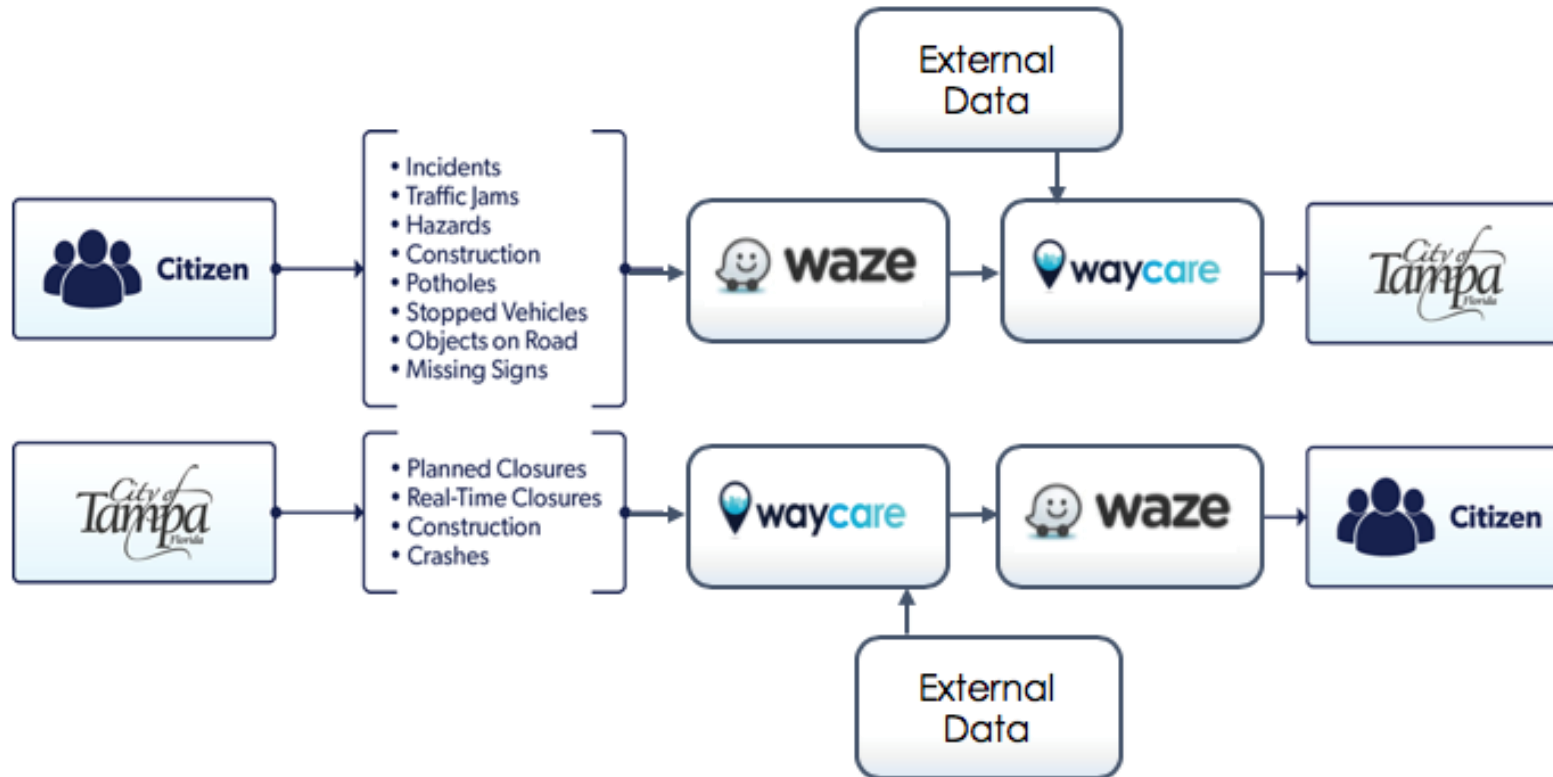 External
Data
Citizen
• Incidents
• Traffic Jams
• Hazards
• Construction
• Potholes
• Stopped Vehicles
• Objects on Road
• Missing Signs
waze
waycare
City of
Tampa
Florida
City of
Tampa
Florida
• Planned Closures
• Real-Time Closures
• Construction
• Crashes
waycare
waze
Citizen
External
Data